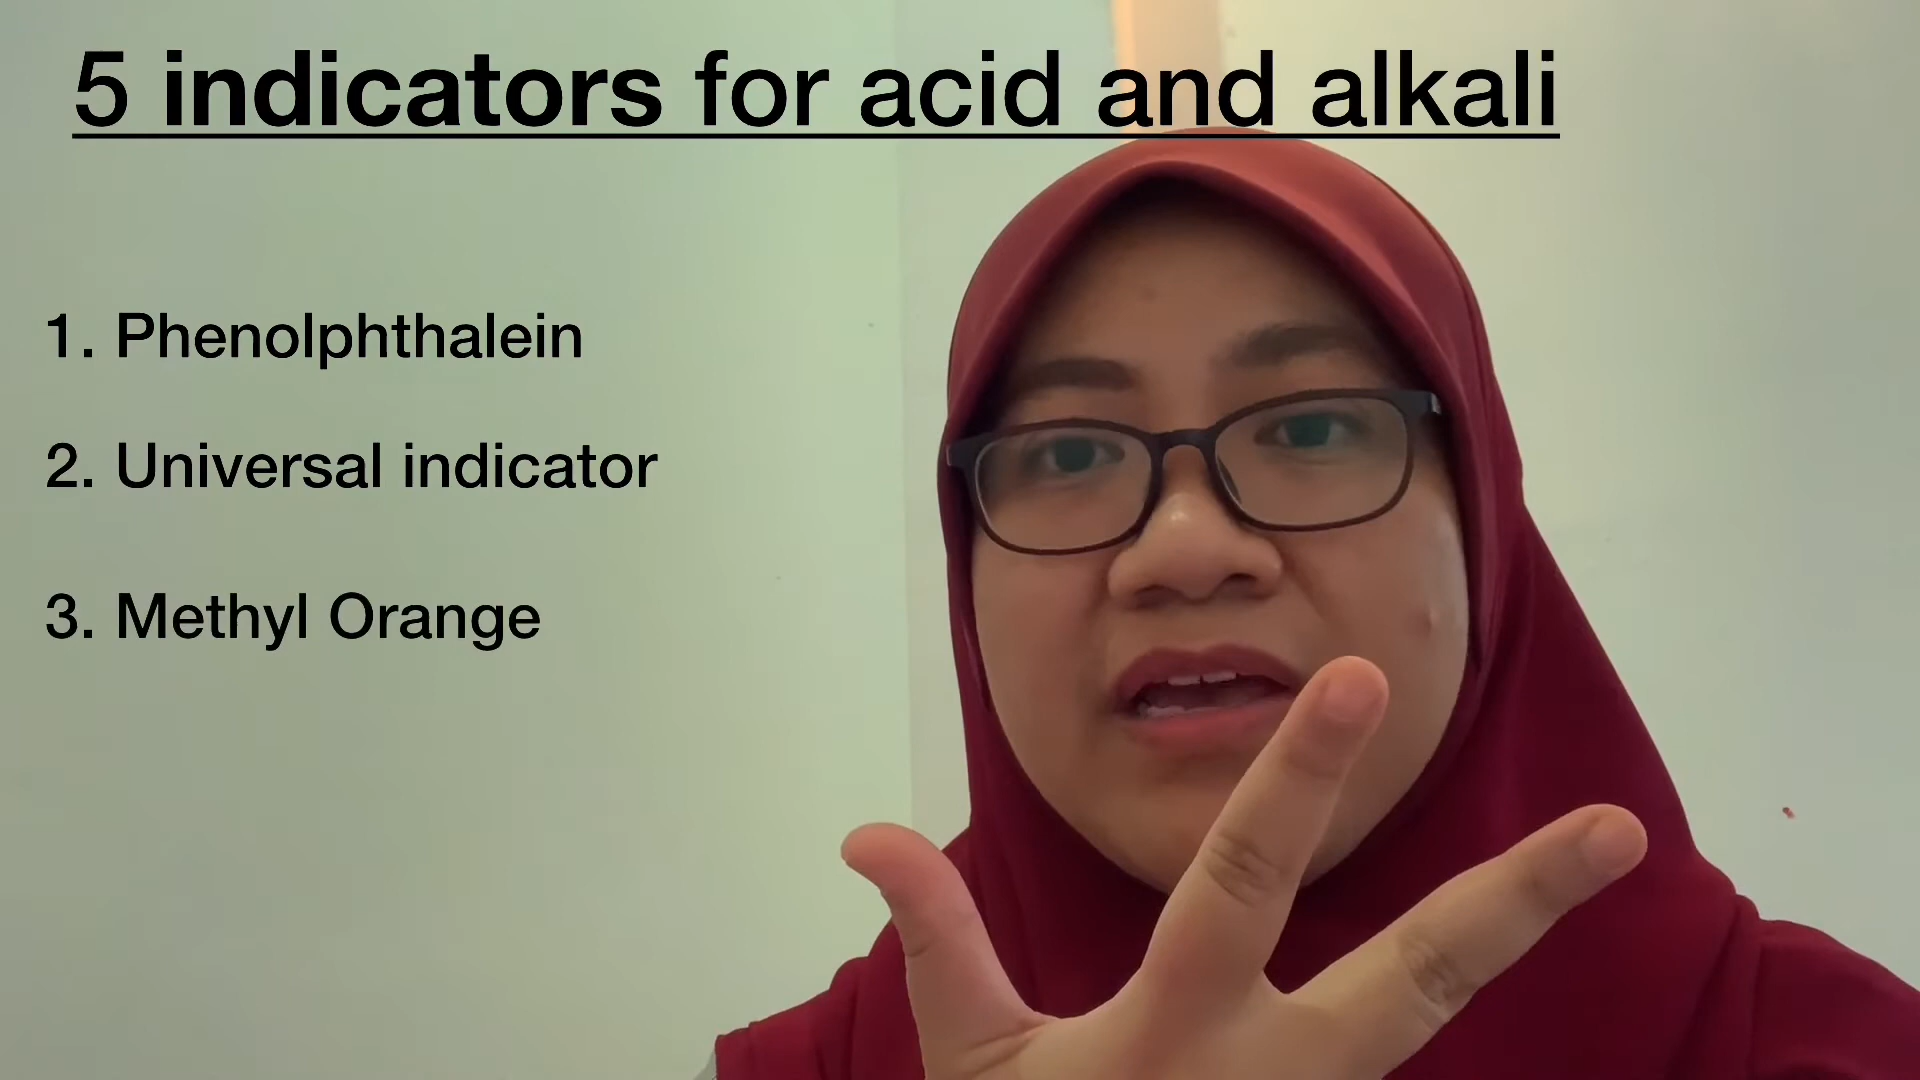 5 indicators for acid and alkali
1. Phenolphthalein
2. Universal indicator
3. Methyl Orange